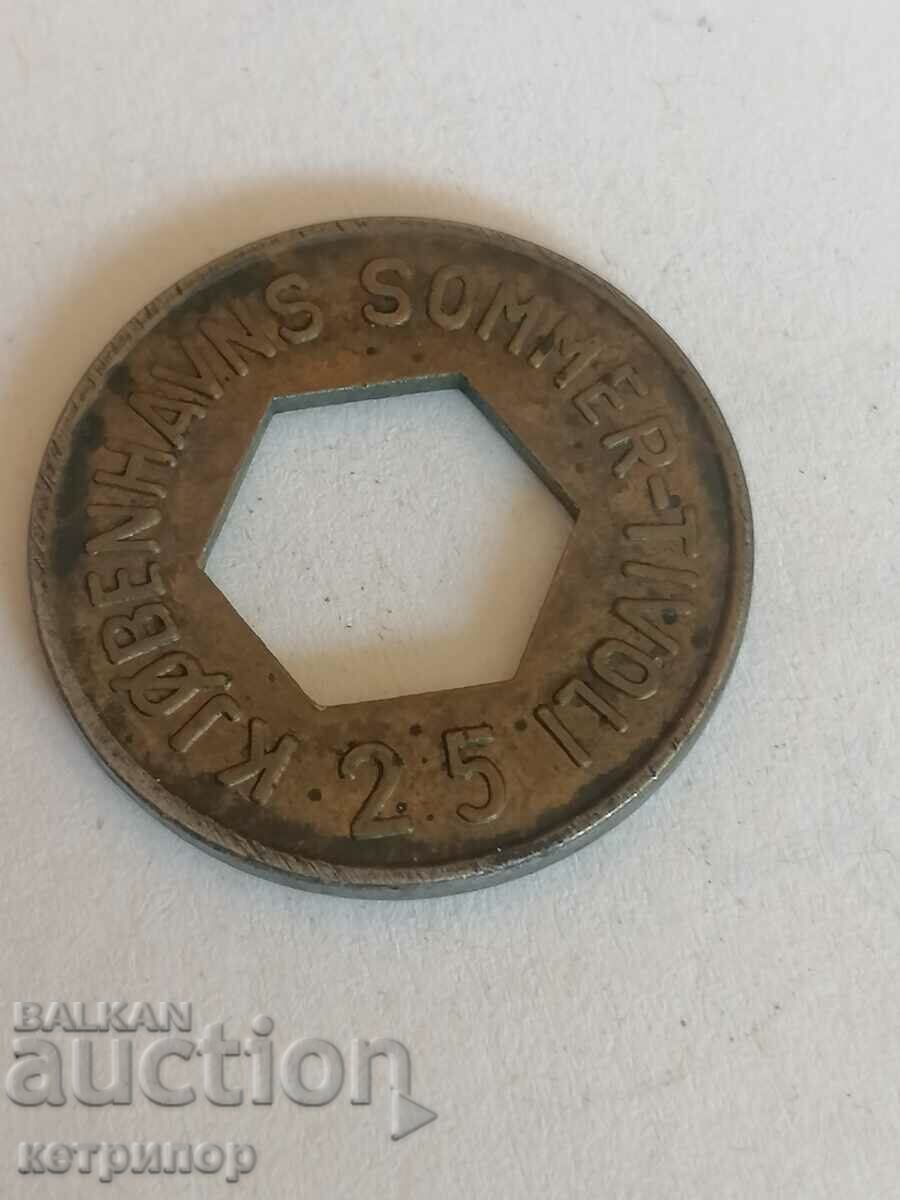 KJØBENHAVNS SOMMER-TIVOLI
25
BALKAN
auction
кетрипор